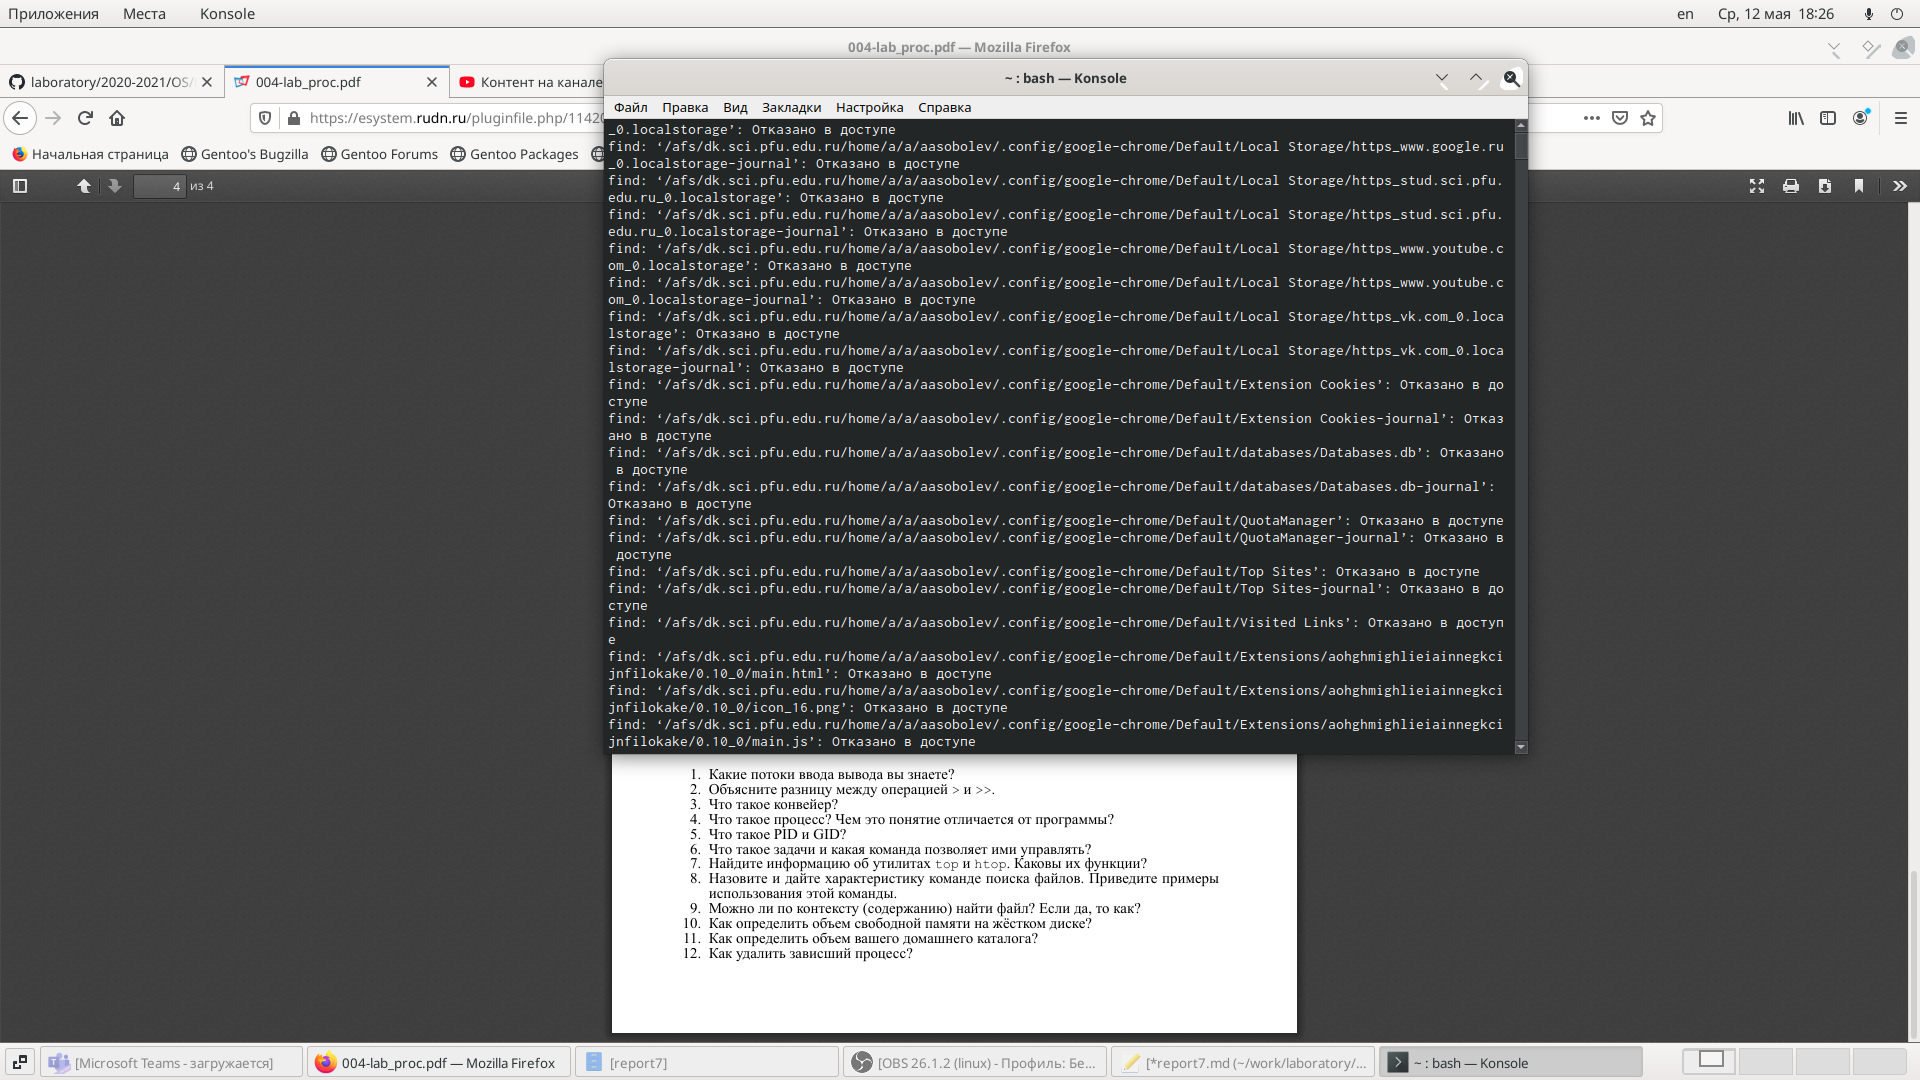 Приложения Места Konsole en Ср, 12 мая 18:26
004-lab_proc.pdf — Mozilla Firefox
laboratory/2020-2021/OS/ 004-lab_proc.pdf Контент на канале
~ : bash — Konsole
Файл Правка Вид Закладки Настройка Справка
https://esystem.rudn.ru/pluginfile.php/11420
Начальная страница Gentoo's Bugzilla Gentoo Forums Gentoo Packages
4 из 4
_0.localstorage’: Отказано в доступе
find: ‘/afs/dk.sci.pfu.edu.ru/home/a/a/aasobolev/.config/google-chrome/Default/Local Storage/https_www.google.ru
_0.localstorage-journal’: Отказано в доступе
find: ‘/afs/dk.sci.pfu.edu.ru/home/a/a/aasobolev/.config/google-chrome/Default/Local Storage/https_stud.sci.pfu.
edu.ru_0.localstorage’: Отказано в доступе
find: ‘/afs/dk.sci.pfu.edu.ru/home/a/a/aasobolev/.config/google-chrome/Default/Local Storage/https_stud.sci.pfu.
edu.ru_0.localstorage-journal’: Отказано в доступе
find: ‘/afs/dk.sci.pfu.edu.ru/home/a/a/aasobolev/.config/google-chrome/Default/Local Storage/https_www.youtube.c
om_0.localstorage’: Отказано в доступе
find: ‘/afs/dk.sci.pfu.edu.ru/home/a/a/aasobolev/.config/google-chrome/Default/Local Storage/https_www.youtube.c
om_0.localstorage-journal’: Отказано в доступе
find: ‘/afs/dk.sci.pfu.edu.ru/home/a/a/aasobolev/.config/google-chrome/Default/Local Storage/https_vk.com_0.loca
lstorage’: Отказано в доступе
find: ‘/afs/dk.sci.pfu.edu.ru/home/a/a/aasobolev/.config/google-chrome/Default/Local Storage/https_vk.com_0.loca
lstorage-journal’: Отказано в доступе
find: ‘/afs/dk.sci.pfu.edu.ru/home/a/a/aasobolev/.config/google-chrome/Default/Extension Cookies’: Отказано в до
ступе
find: ‘/afs/dk.sci.pfu.edu.ru/home/a/a/aasobolev/.config/google-chrome/Default/Extension Cookies-journal’: Отказ
ано в доступе
find: ‘/afs/dk.sci.pfu.edu.ru/home/a/a/aasobolev/.config/google-chrome/Default/databases/Databases.db’: Отказано
в доступе
find: ‘/afs/dk.sci.pfu.edu.ru/home/a/a/aasobolev/.config/google-chrome/Default/databases/Databases.db-journal’:
Отказано в доступе
find: ‘/afs/dk.sci.pfu.edu.ru/home/a/a/aasobolev/.config/google-chrome/Default/QuotaManager’: Отказано в доступе
find: ‘/afs/dk.sci.pfu.edu.ru/home/a/a/aasobolev/.config/google-chrome/Default/QuotaManager-journal’: Отказано в
доступе
find: ‘/afs/dk.sci.pfu.edu.ru/home/a/a/aasobolev/.config/google-chrome/Default/Top Sites’: Отказано в доступе
find: ‘/afs/dk.sci.pfu.edu.ru/home/a/a/aasobolev/.config/google-chrome/Default/Top Sites-journal’: Отказано в до
ступе
find: ‘/afs/dk.sci.pfu.edu.ru/home/a/a/aasobolev/.config/google-chrome/Default/Visited Links’: Отказано в доступ
е
find: ‘/afs/dk.sci.pfu.edu.ru/home/a/a/aasobolev/.config/google-chrome/Default/Extensions/aohghmighlieiainnegkci
jnfilokake/0.10_0/main.html’: Отказано в доступе
find: ‘/afs/dk.sci.pfu.edu.ru/home/a/a/aasobolev/.config/google-chrome/Default/Extensions/aohghmighlieiainnegkci
jnfilokake/0.10_0/icon_16.png’: Отказано в доступе
find: ‘/afs/dk.sci.pfu.edu.ru/home/a/a/aasobolev/.config/google-chrome/Default/Extensions/aohghmighlieiainnegkci
jnfilokake/0.10_0/main.js’: Отказано в доступе
1. Какие потоки ввода вывода вы знаете?
2. Объясните разницу между операцией > и >>.
3. Что такое конвейер?
4. Что такое процесс? Чем это понятие отличается от программы?
5. Что такое PID и GID?
6. Что такое задачи и какая команда позволяет ими управлять?
7. Найдите информацию об утилитах top и htop. Каковы их функции?
8. Назовите и дайте характеристику команде поиска файлов. Приведите примеры
использования этой команды.
9. Можно ли по контексту (содержанию) найти файл? Если да, то как?
10. Как определить объем свободной памяти на жёстком диске?
11. Как определить объем вашего домашнего каталога?
12. Как удалить зависший процесс?
[Microsoft Teams - загружается] 004-lab_proc.pdf — Mozilla Firefox [report7] [OBS 26.1.2 (linux) - Профиль: Бе... [*report7.md (~/work/laboratory/... ~ : bash — Konsole